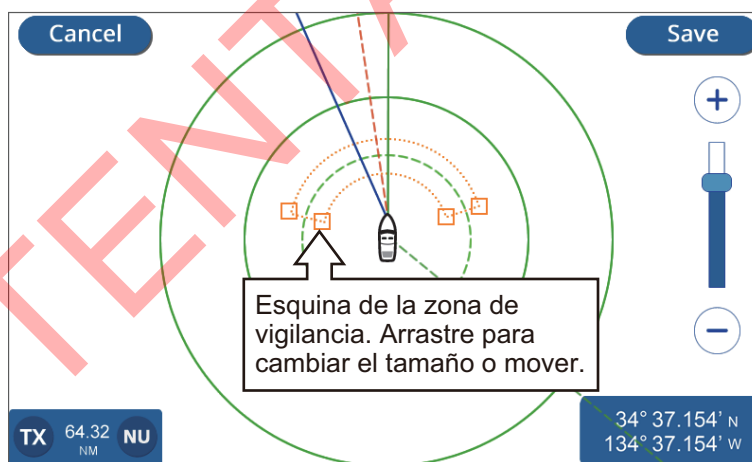 Cancel
Save
TENTA
Esquina de la zona de
vigilancia. Arrastre para
cambiar el tamaño o mover.
TX 64.32 NM NU
34° 37.154' N
134° 37.154' W